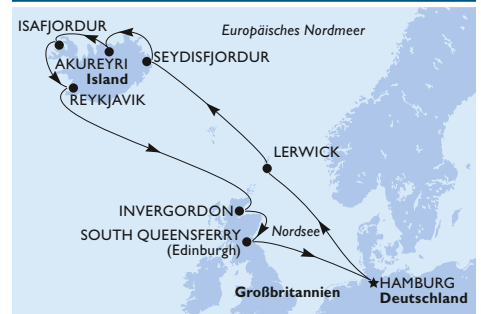 ISAFJORDUR
Europäisches Nordmeer
SEYDISFJORDUR
AKUREYRI
Island
REYKJAVIK
LERWICK
INVERGORDON
Nordsee
SOUTH QUEENSFERRY
(Edinburgh)
HAMBURG
Großbritannien
Deutschland